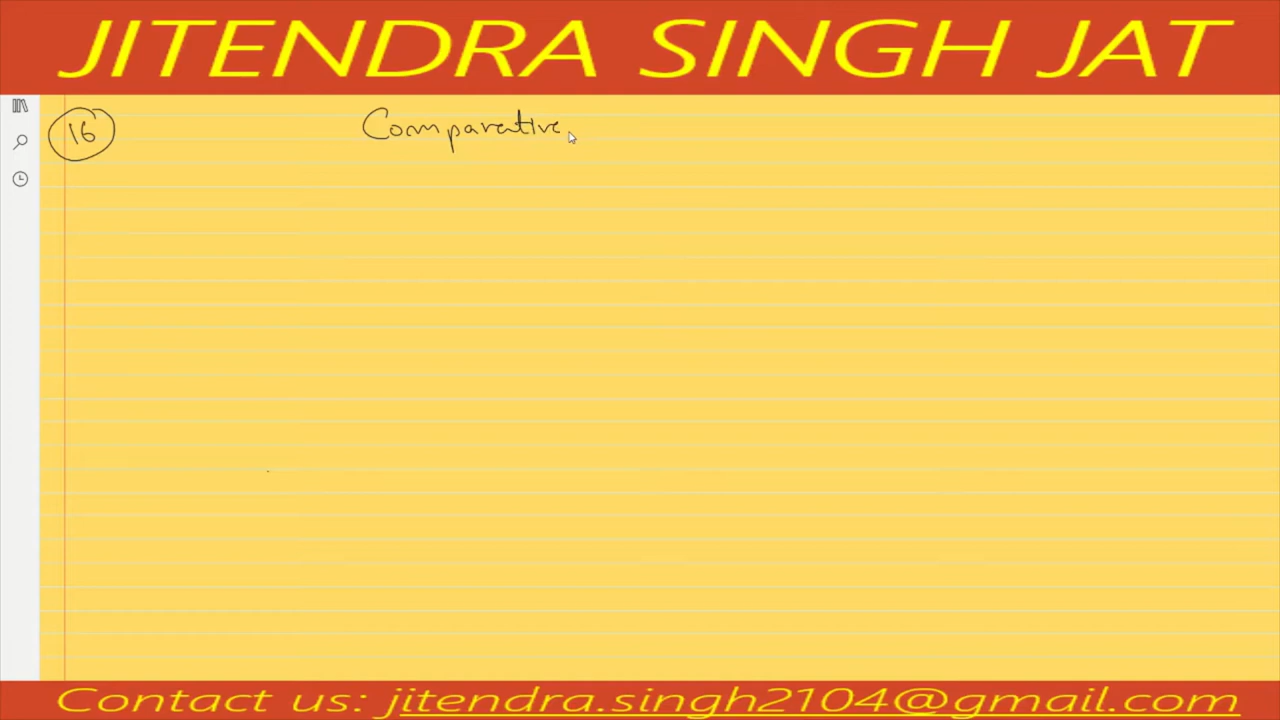 JITENDRA SINGH JAT
16 Comparative
Contact us: jitendra.singh2104@gmail.com